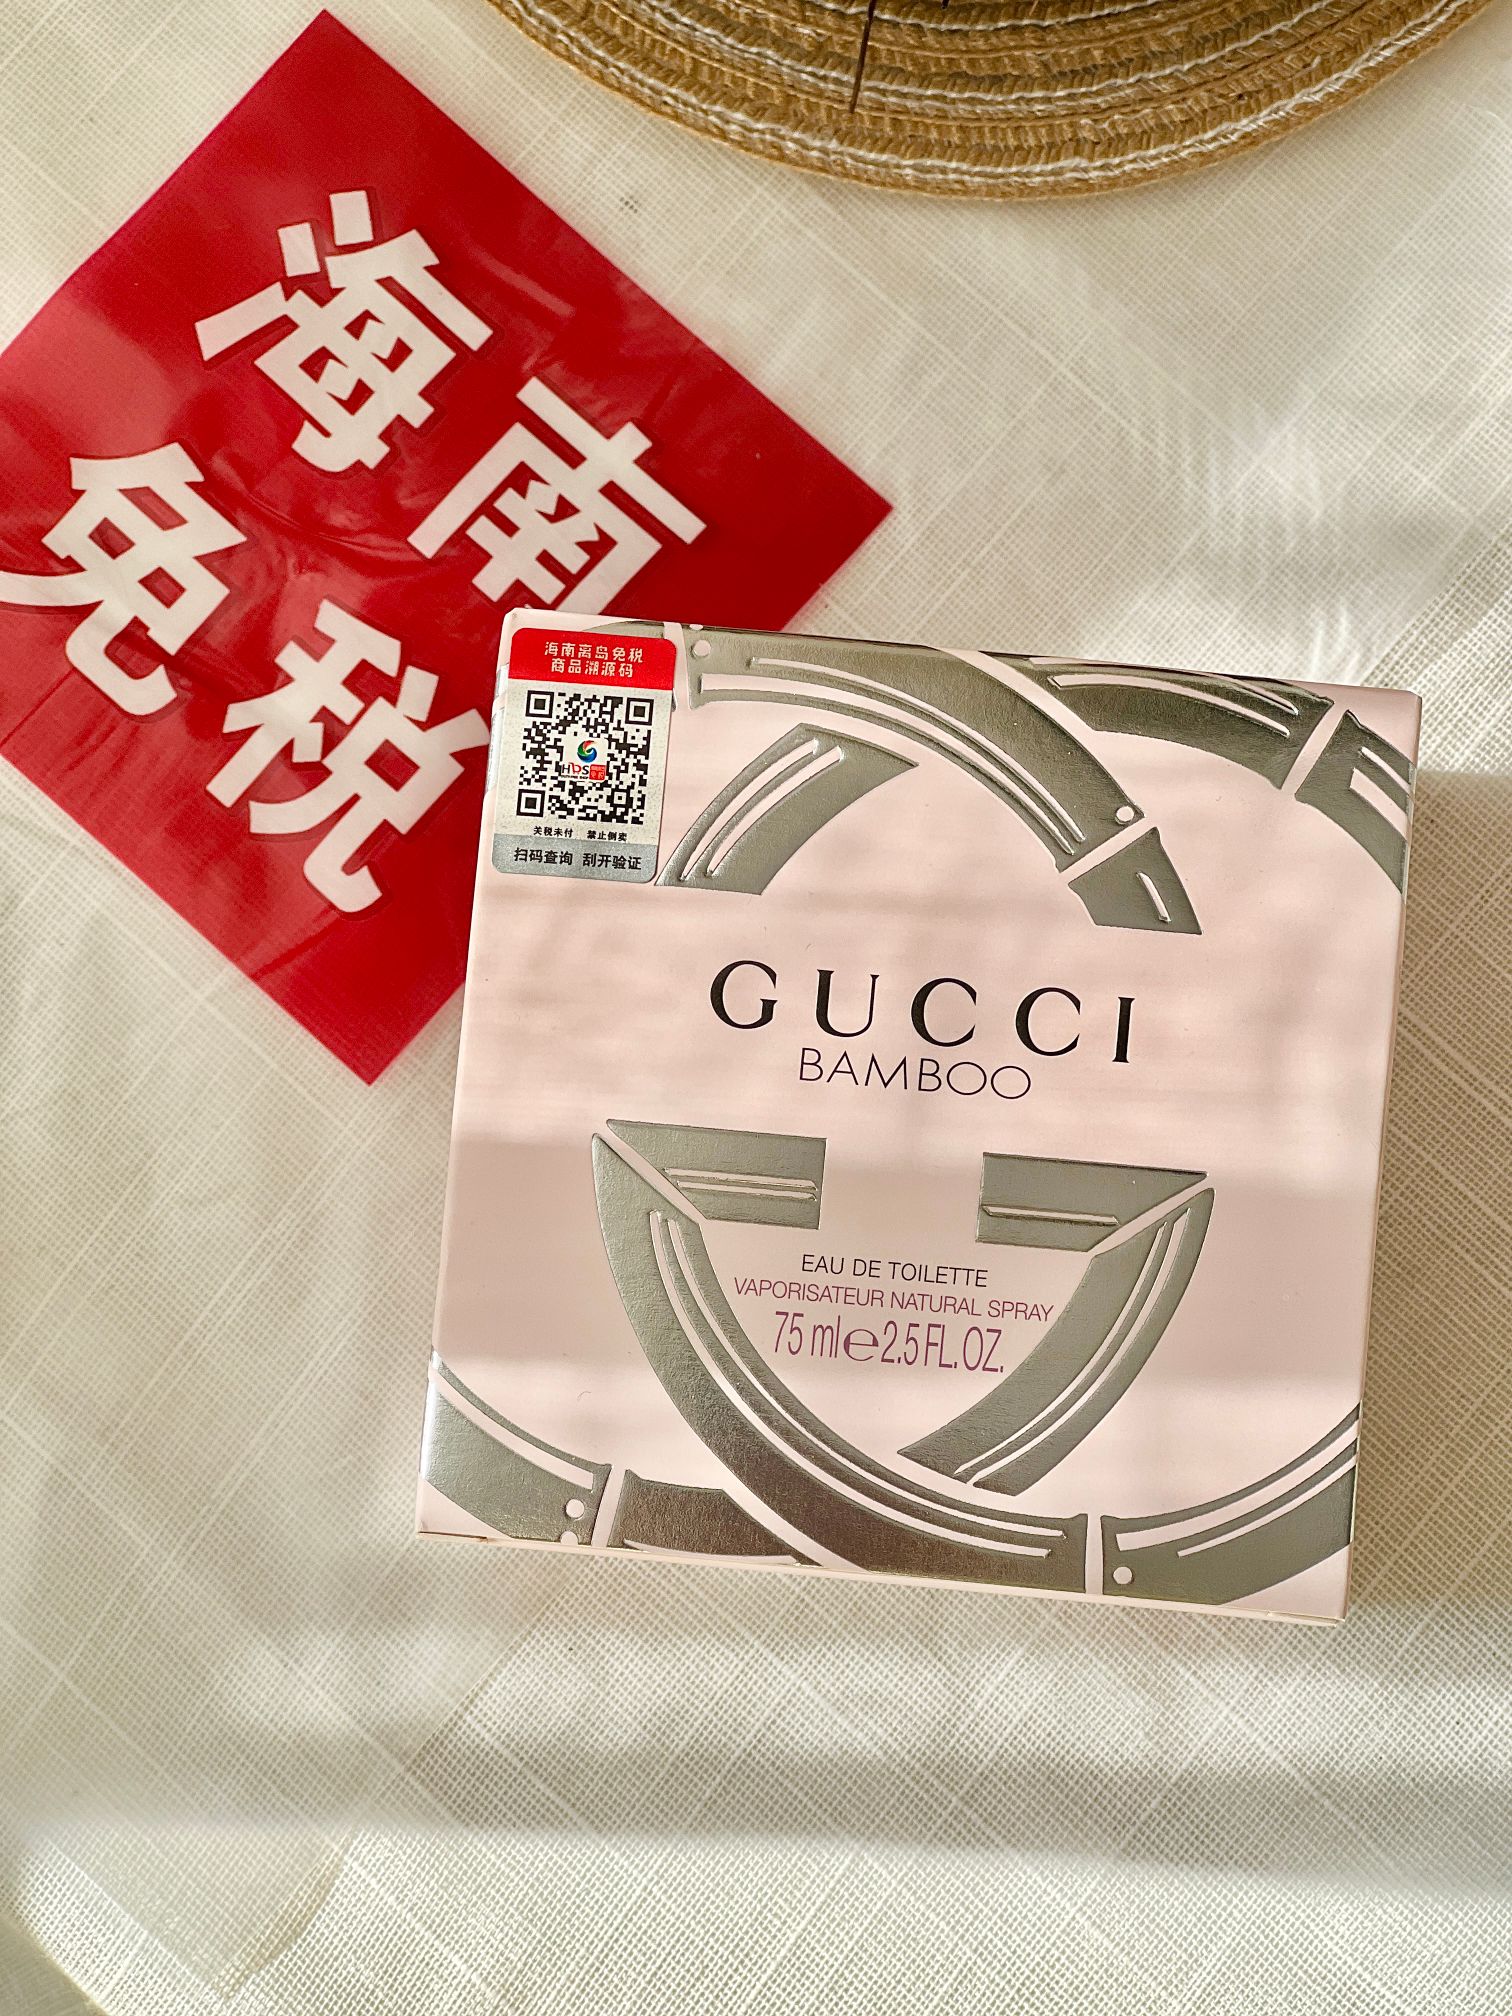 海南
免税
海南离岛免税
商品溯源码
HDS
关税未付 禁止倒卖
扫码查询 刮开验证
GUCCI
BAMBOO
EAU DE TOILETTE
VAPORISATEUR NATURAL SPRAY
75 ml e 2.5 FL. OZ.